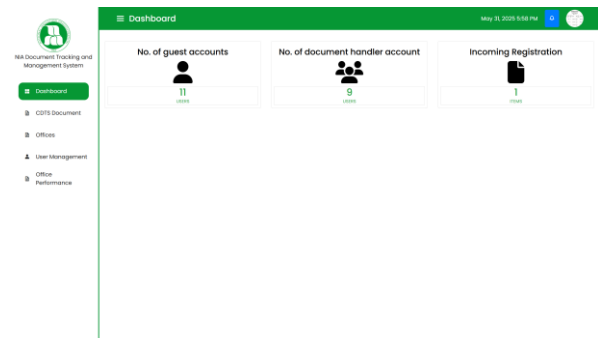 Dashboard
May 31, 2025 5:58 PM
NIA Document Tracking and
Management System
Dashboard
CDTS Document
Offices
User Management
Office
Performance
No. of guest accounts
11
USERS
No. of document handler account
9
USERS
Incoming Registration
1
ITEMS